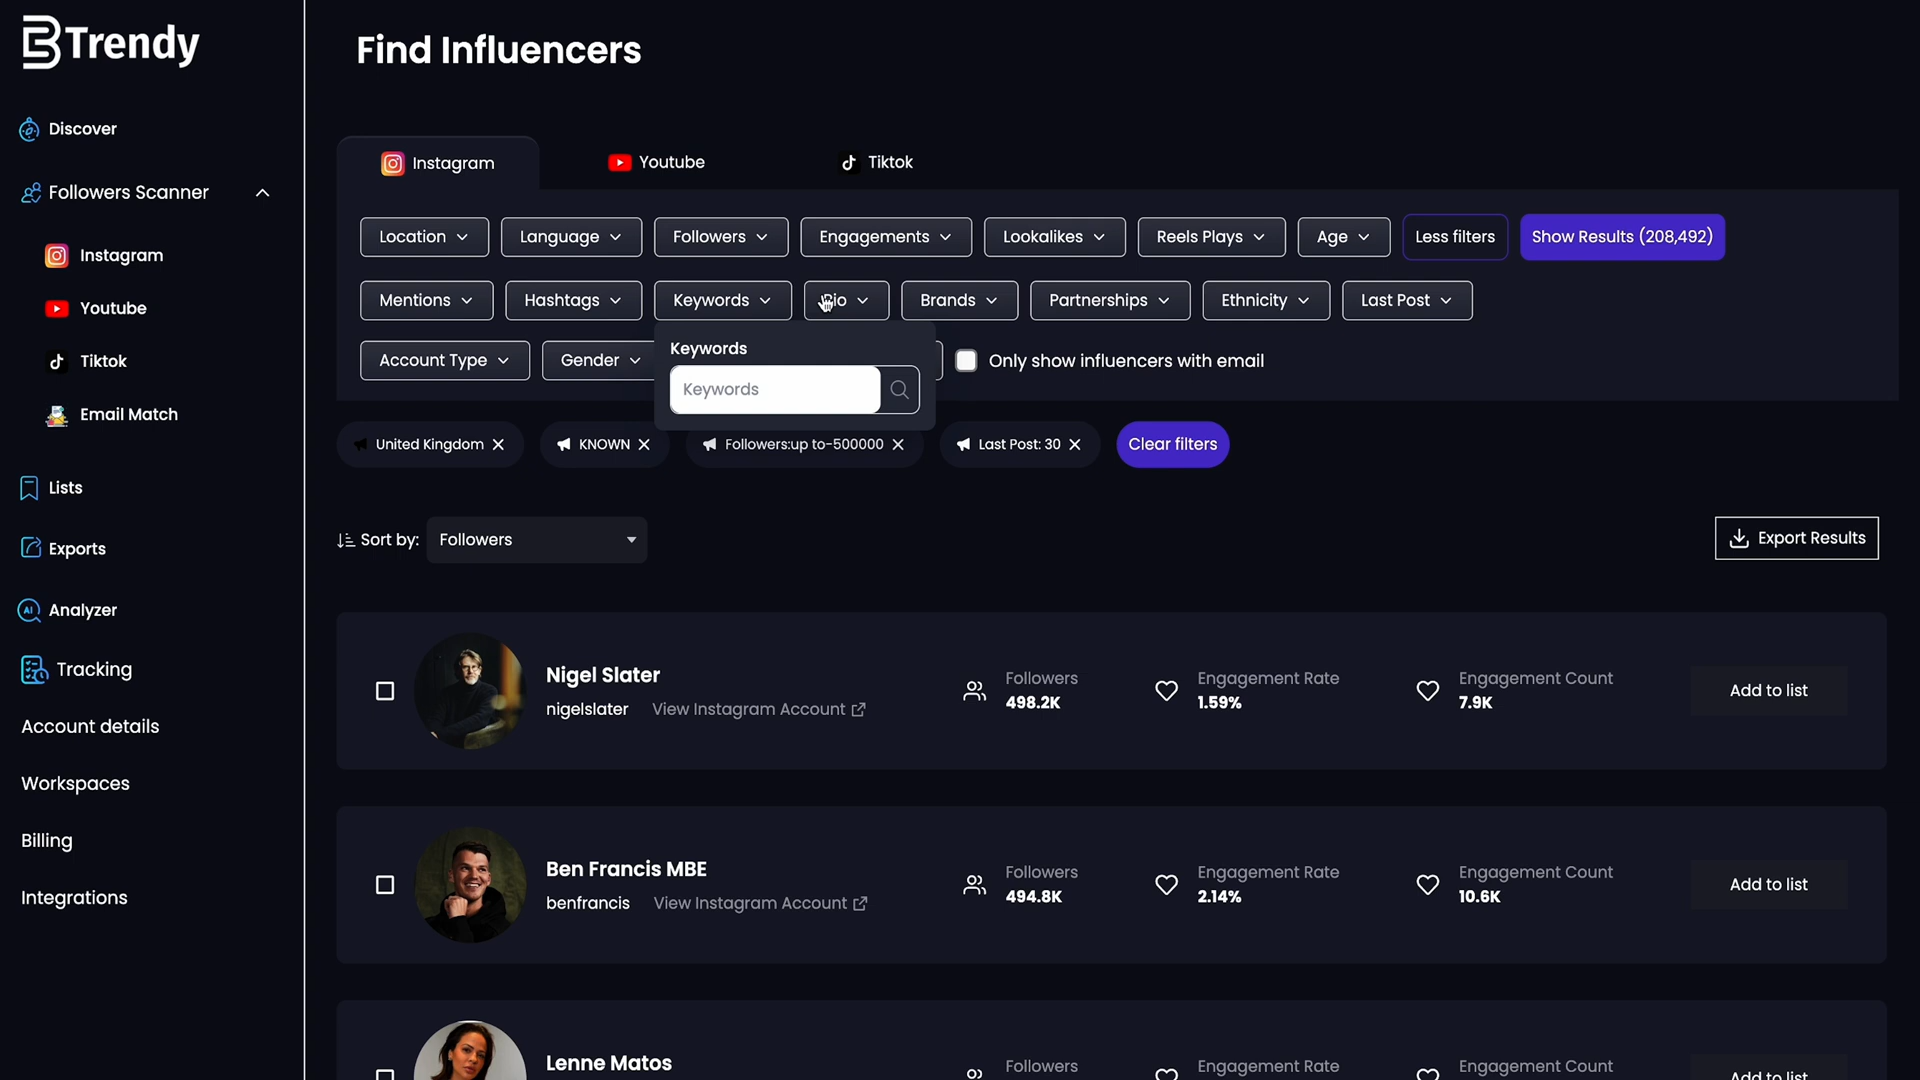 BTrendy
Find Influencers
Discover
Followers Scanner
Instagram
Youtube
Tiktok
Email Match
Lists
Exports
AI
Analyzer
Tracking
Account details
Workspaces
Billing
Integrations
Instagram
Youtube
Tiktok
Location
Language
Followers
Engagements
Lookalikes
Reels Plays
Age
Less filters
Show Results (208,492)
Mentions
Hashtags
Keywords
Bio
Brands
Partnerships
Ethnicity
Last Post
Account Type
Gender
Keywords
Keywords
Only show influencers with email
United Kingdom
KNOWN
Followers:up to-500000
Last Post: 30
Clear filters
Sort by:
Followers
Export Results
Nigel Slater
nigelslater
View Instagram Account
Followers
498.2K
Engagement Rate
1.59%
Engagement Count
7.9K
Add to list
Ben Francis MBE
benfrancis
View Instagram Account
Followers
494.8K
Engagement Rate
2.14%
Engagement Count
10.6K
Add to list
Lenne Matos
Followers
Engagement Rate
Engagement Count
Add to list